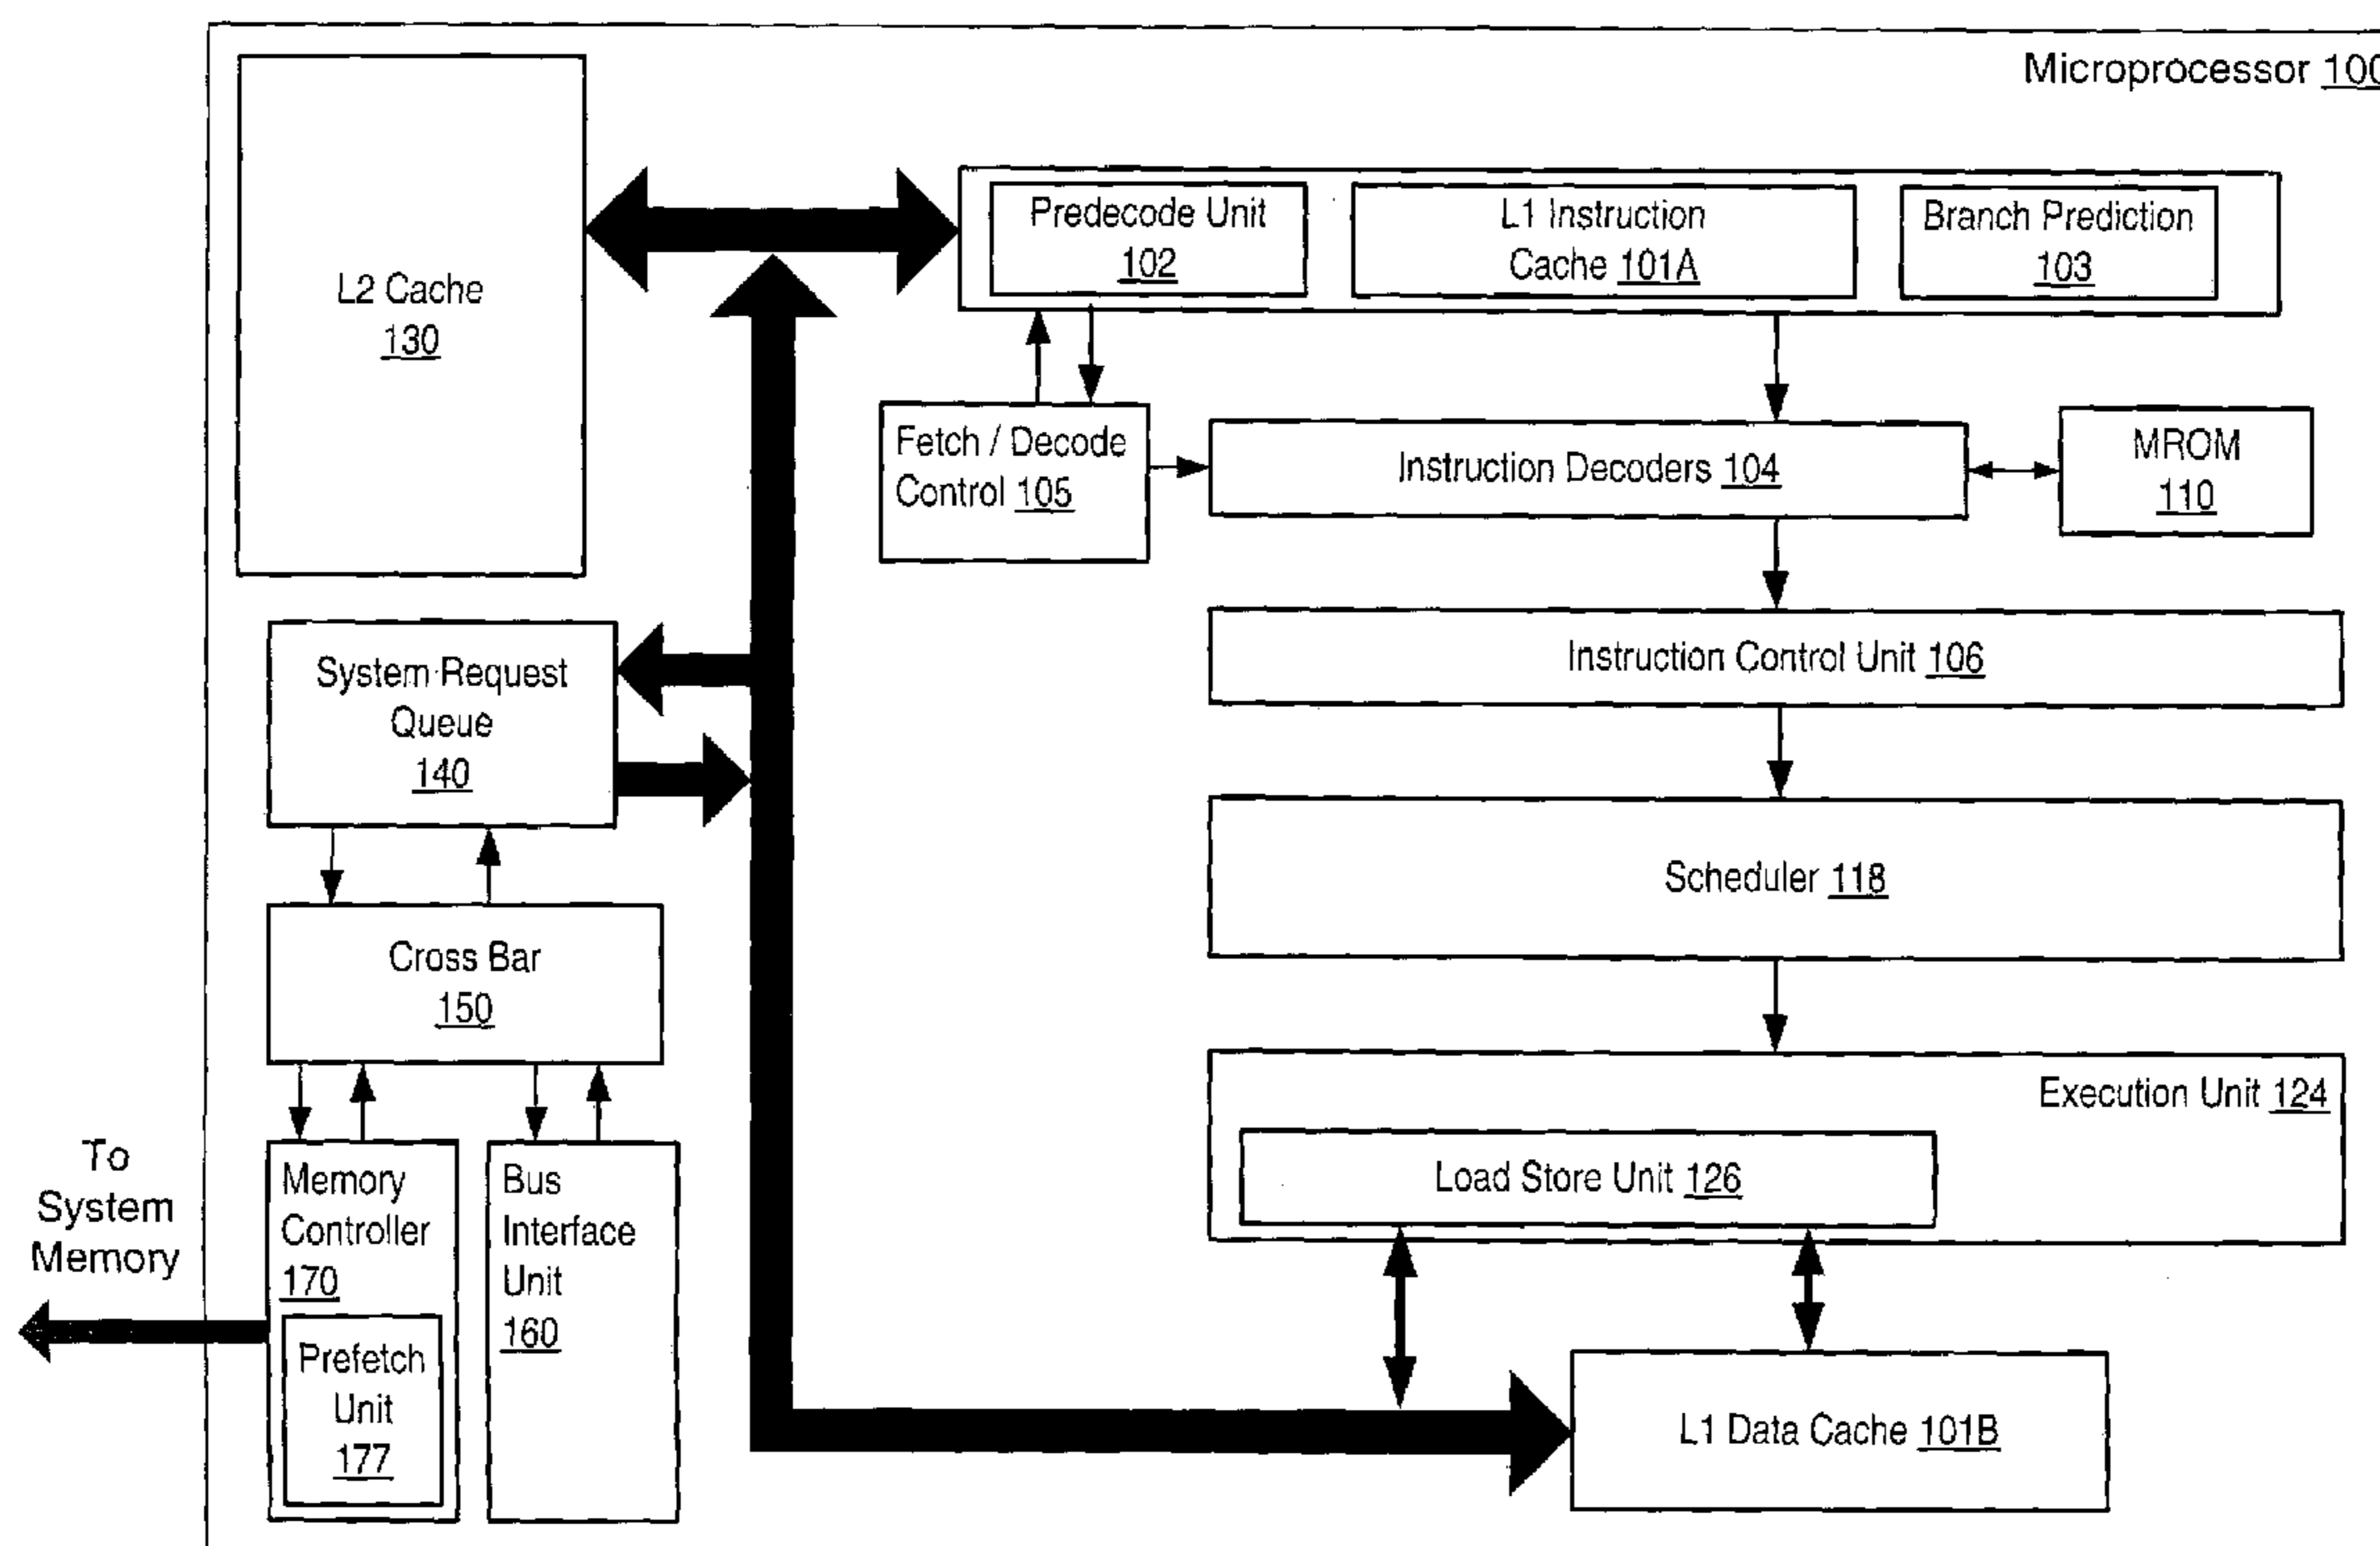 Microprocessor 100
L2 Cache
130
Predecode Unit
102
L1 Instruction
Cache 101A
Branch Prediction
103
Fetch / Decode
Control 105
Instruction Decoders 104
MROM
110
Instruction Control Unit 106
System Request
Queue
140
Scheduler 118
Cross Bar
150
Execution Unit 124
Load Store Unit 126
To
System
Memory
Memory
Controller
170
Prefetch
Unit
177
Bus
Interface
Unit
160
L1 Data Cache 101B